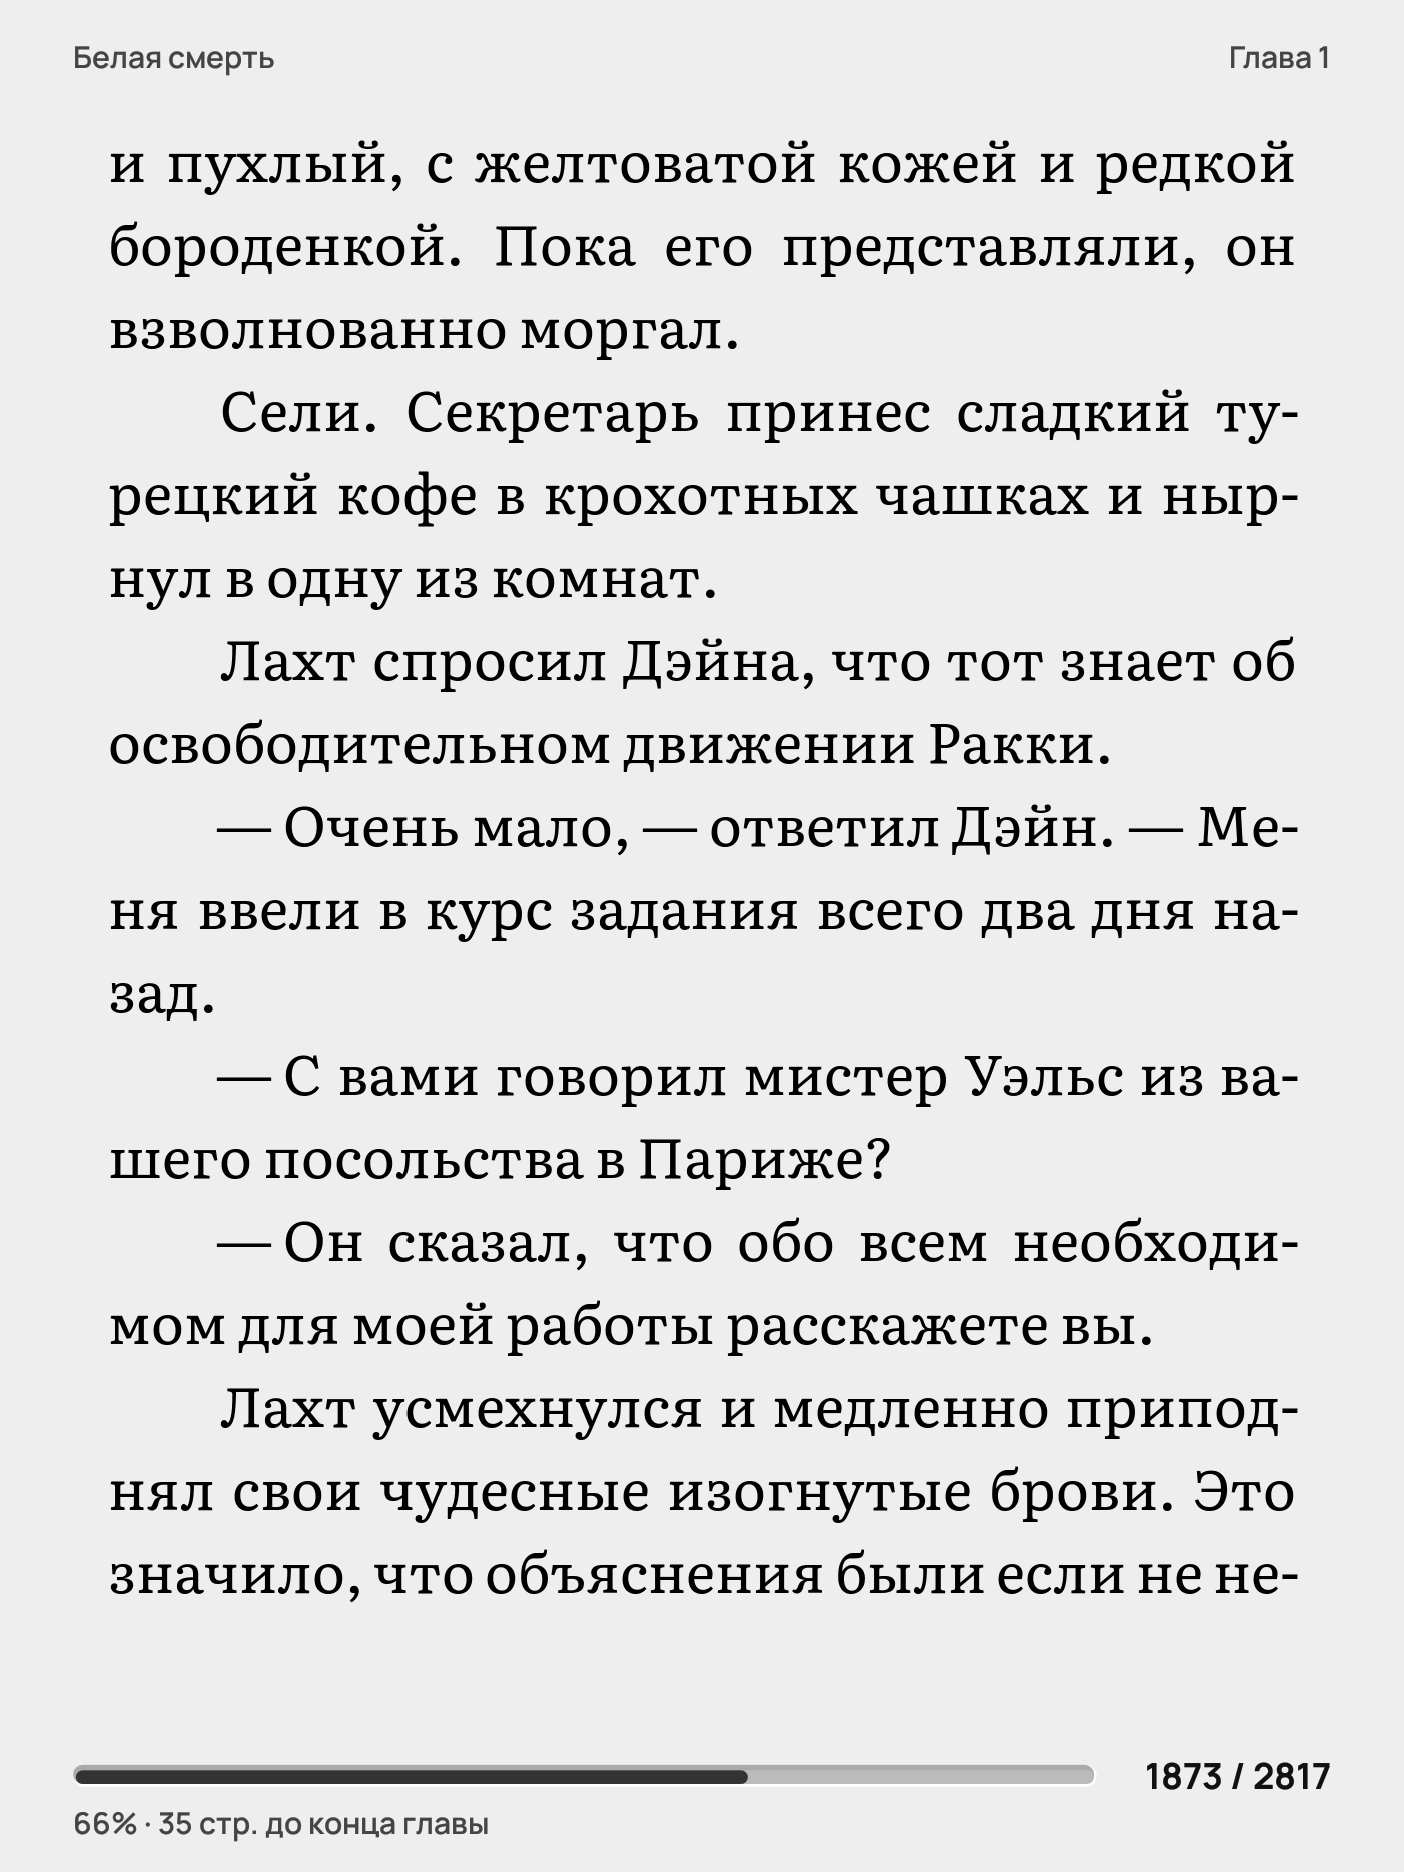 Белая смерть
Глава 1
и пухлый, с желтоватой кожей и редкой
бороденкой. Пока его представляли, он
взволнованно моргал.
Сели. Секретарь принес сладкий ту-
рецкий кофе в крохотных чашках и ныр-
нул в одну из комнат.
Лахт спросил Дэйна, что тот знает об
освободительном движении Ракки.
— Очень мало, — ответил Дэйн. — Ме-
ня ввели в курс задания всего два дня на-
зад.
— С вами говорил мистер Уэльс из ва-
шего посольства в Париже?
— Он сказал, что обо всем необходи-
мом для моей работы расскажете вы.
Лахт усмехнулся и медленно припод-
нял свои чудесные изогнутые брови. Это
значило, что объяснения были если не не-
1873 / 2817
66% · 35 стр. до конца главы